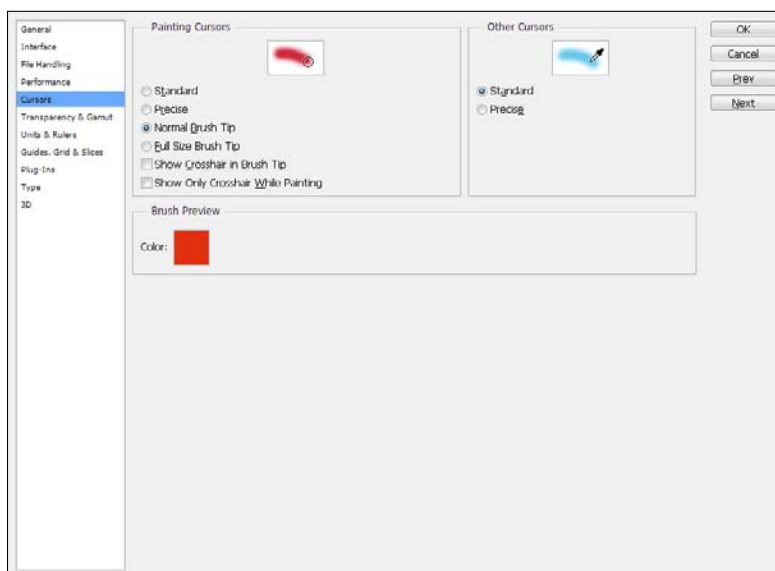 General
Interface
File Handling
Performance
Cursors
Transparency & Gamut
Units & Rulers
Guides, Grid & Slices
Plug-Ins
Type
3D
Painting Cursors
Standard
Precise
Normal Brush Tip
Full Size Brush Tip
Show Crosshair in Brush Tip
Show Only Crosshair While Painting
Other Cursors
Standard
Precise
Brush Preview
Color:
OK
Cancel
Prev
Next